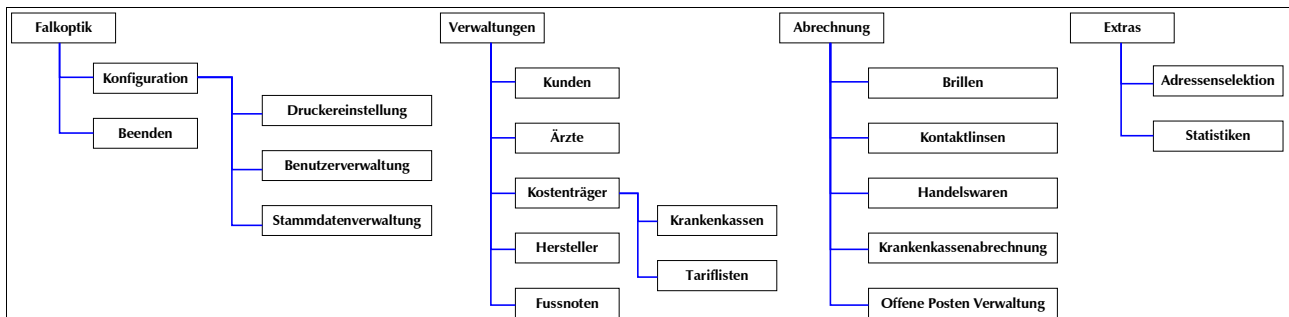 Falkoptik
Konfiguration
Druckereinstellung
Benutzerverwaltung
Stammdatenverwaltung
Beenden
Verwaltungen
Kunden
Ärzte
Kostenträger
Krankenkassen
Tariflisten
Hersteller
Fussnoten
Abrechnung
Brillen
Kontaktlinsen
Handelswaren
Krankenkassenabrechnung
Offene Posten Verwaltung
Extras
Adressenselektion
Statistiken